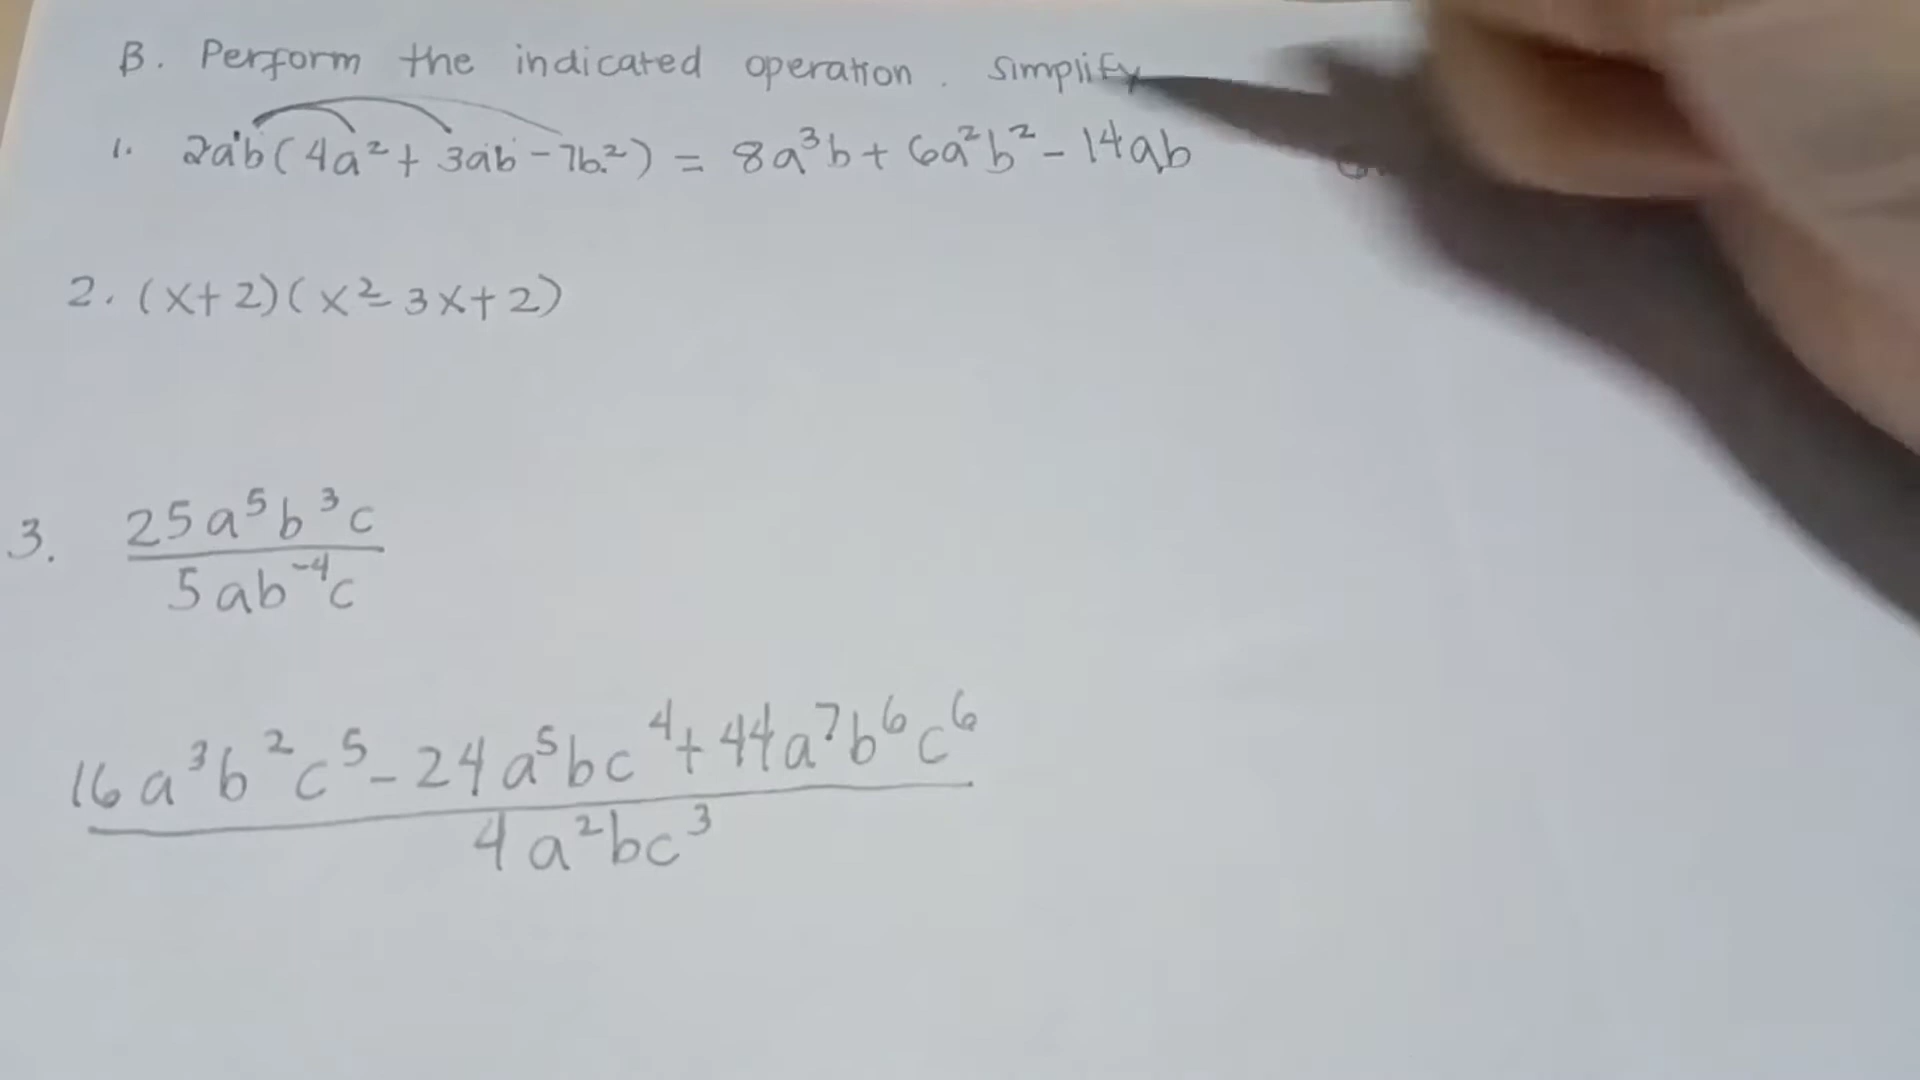 B. Perform the indicated operation. Simplify
1. 2ab(4a² + 3ab - 7b²) = 8a³b + 6a²b² - 14ab
2. (x+2)(x² - 3x + 2)
25a⁵b³c
3.
5ab⁻⁴c
16a³b²c⁵ - 24a⁵bc⁴ + 44a⁷b⁶c⁶
4a²bc³